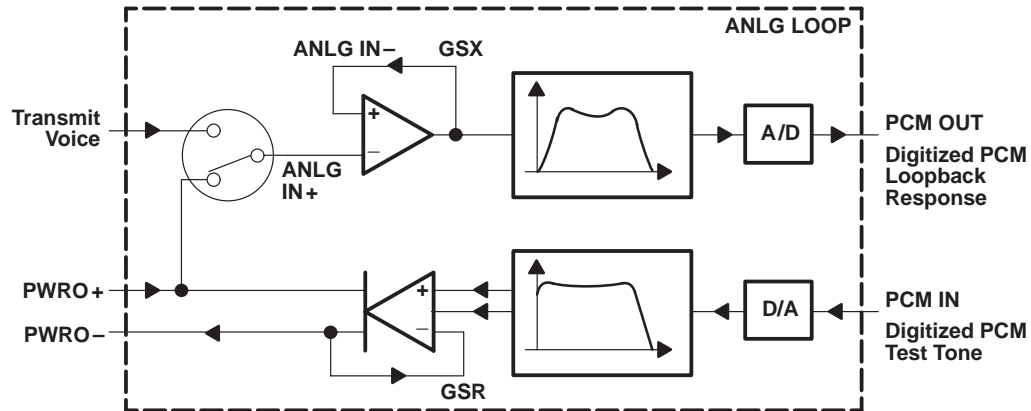 ANLG LOOP
ANLG IN−
GSX
Transmit
Voice
+
−
ANLG
IN+
A/D
PCM OUT
Digitized PCM
Loopback
Response
PWRO+
PWRO−
+
−
GSR
D/A
PCM IN
Digitized PCM
Test Tone